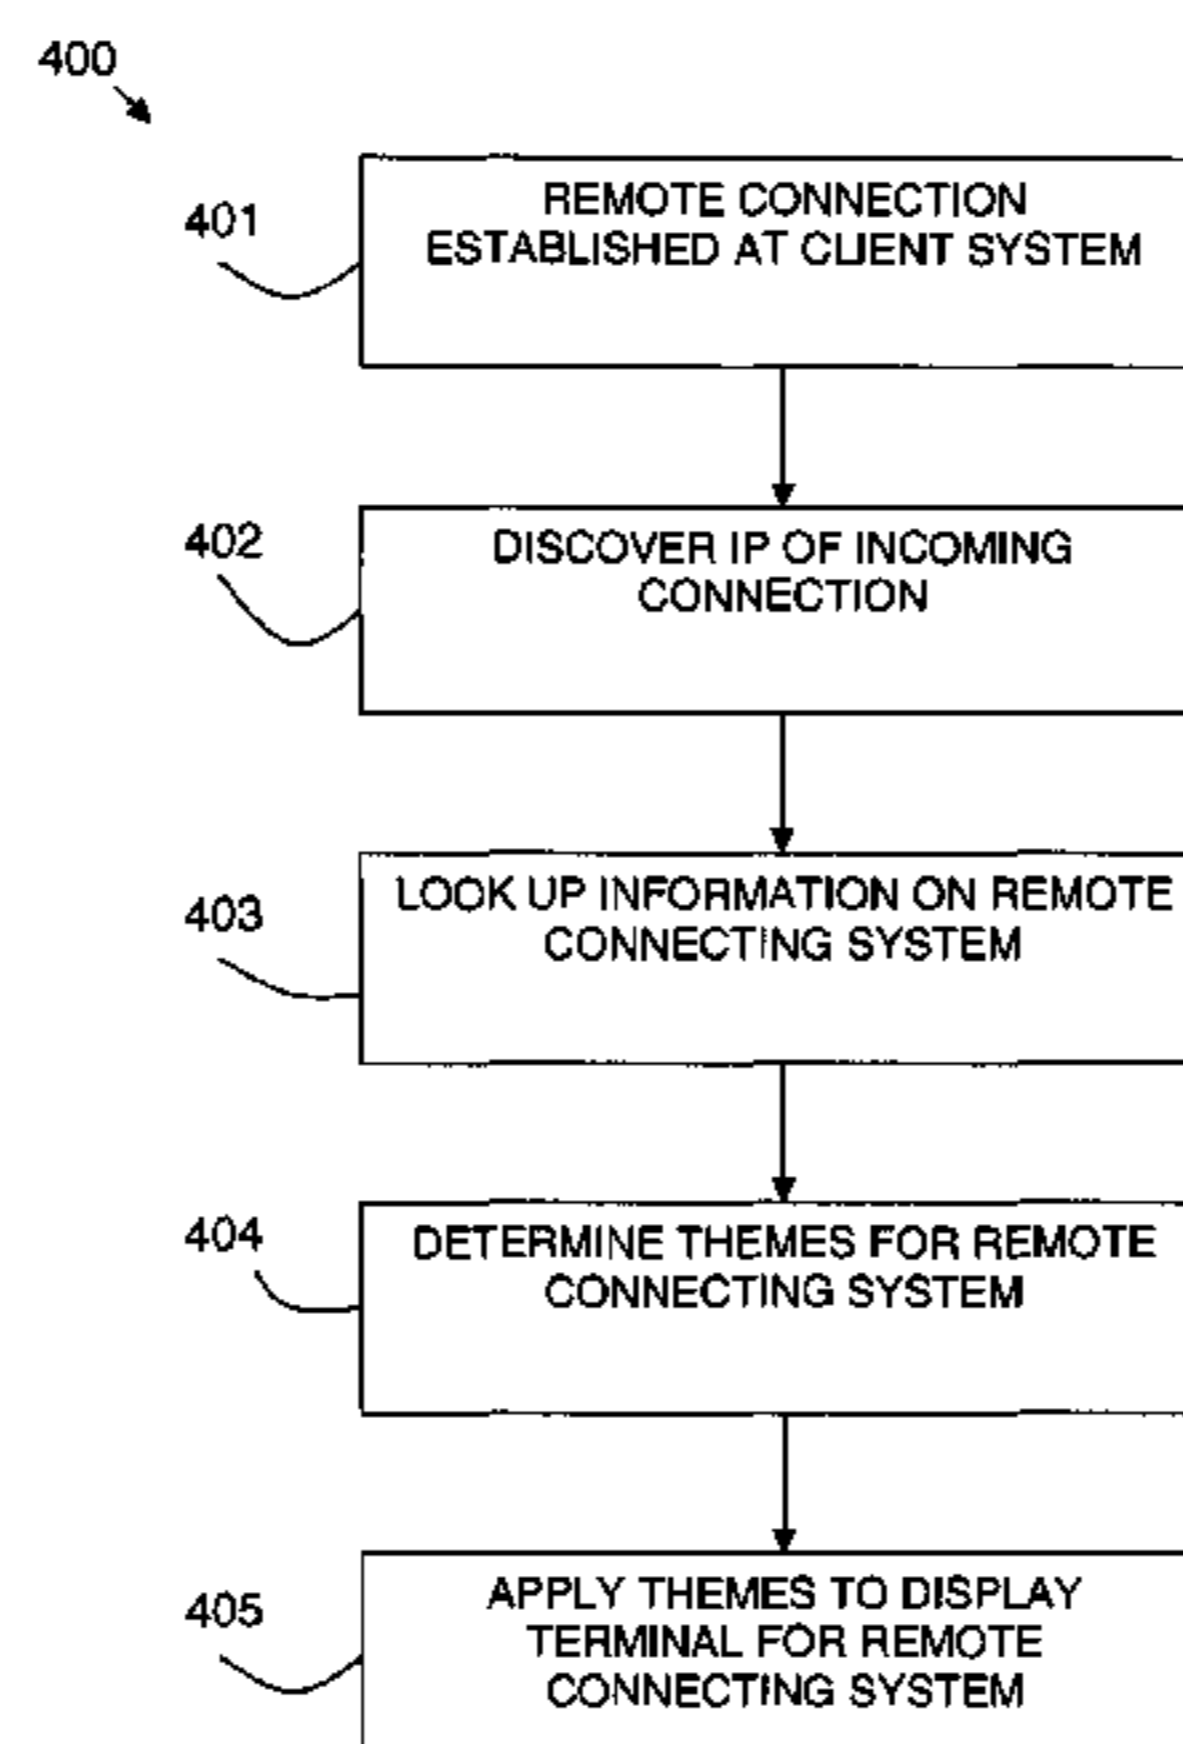 400
401
REMOTE CONNECTION
ESTABLISHED AT CLIENT SYSTEM
402
DISCOVER IP OF INCOMING
CONNECTION
403
LOOK UP INFORMATION ON REMOTE
CONNECTING SYSTEM
404
DETERMINE THEMES FOR REMOTE
CONNECTING SYSTEM
405
APPLY THEMES TO DISPLAY
TERMINAL FOR REMOTE
CONNECTING SYSTEM